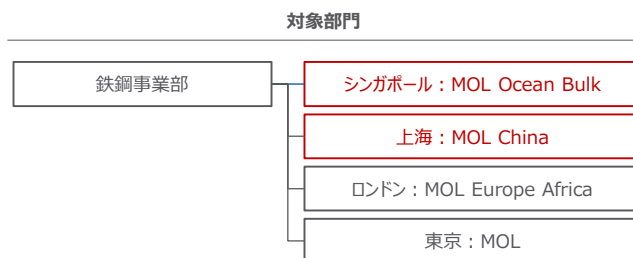 対象部門
鉄鋼事業部
シンガポール：MOL Ocean Bulk
上海：MOL China
ロンドン：MOL Europe Africa
東京：MOL